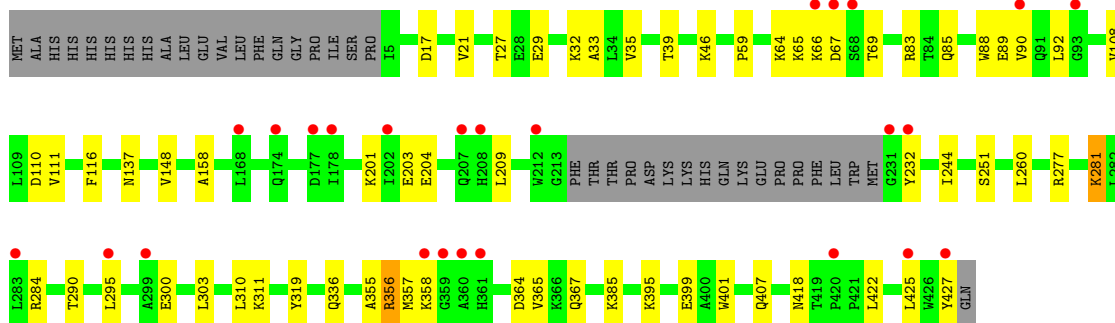 MET ALA HIS HIS HIS HIS HIS HIS ALA LEU GLU VAL LEU PHE GLN GLY PRO ILE SER PRO I5 D17 V21 T27 E28 E29 K32 A33 L34 V35 T39 K46 P59 K64 K65 K66 D67 S68 T69 R83 T84 Q85 W88 E89 V90 Q91 L92 G93 V108
L109 D110 V111 F116 N137 V148 A158 L168 Q174 D177 I178 K201 I202 E203 E204 Q207 H208 L209 W212 G213 PHE THR THR PRO ASP LYS LYS HIS GLN LYS GLU PRO PRO PHE LEU TRP MET G231 Y232 I244 S251 L260 R277 K281 L282
L283 R284 T290 L295 A299 E300 L303 L310 K311 Y319 Q336 A355 R356 M357 K358 G359 A360 H361 D364 V365 K366 Q367 K385 K395 E399 A400 W401 Q407 N418 T419 P420 P421 L422 L425 W426 Y427 GLN